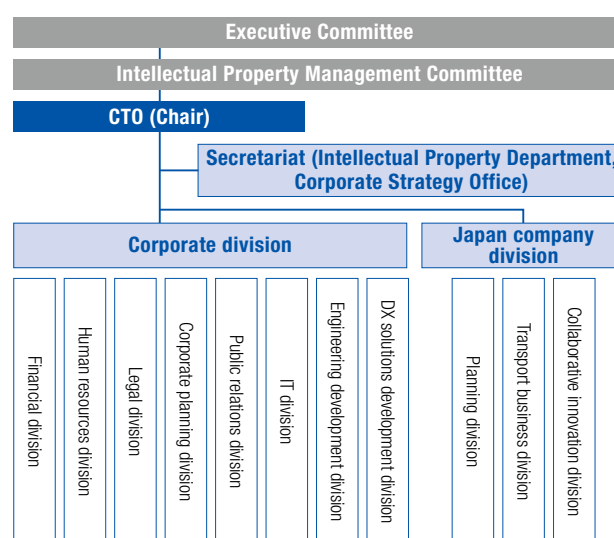 Executive Committee
Intellectual Property Management Committee
CTO (Chair)
Secretariat (Intellectual Property Department,
Corporate Strategy Office)
Corporate division
Japan company
division
Financial division
Human resources division
Legal division
Corporate planning division
Public relations division
IT division
Engineering development division
DX solutions development division
Planning division
Transport business division
Collaborative innovation division